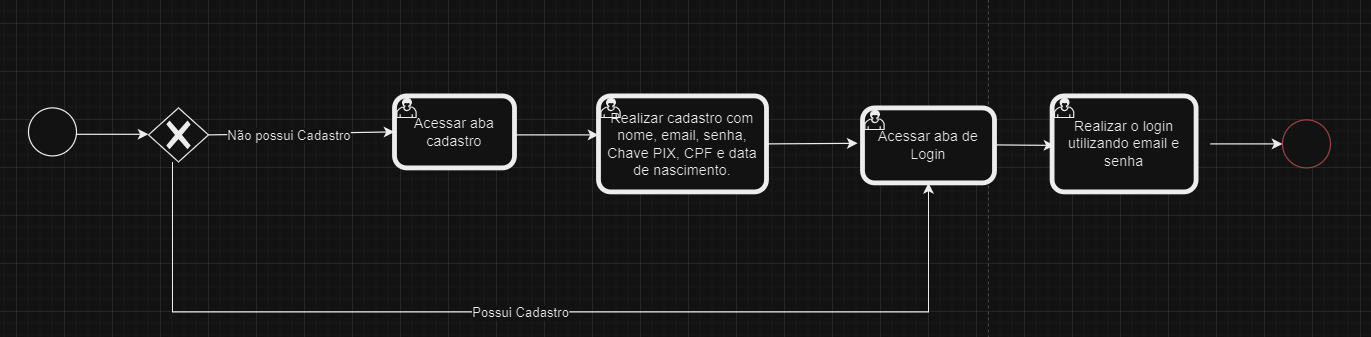 Não possui Cadastro
Acessar aba
cadastro
Realizar cadastro com
nome, email, senha,
Chave PIX, CPF e data
de nascimento.
Acessar aba de
Login
Realizar o login
utilizando email e
senha
Possui Cadastro